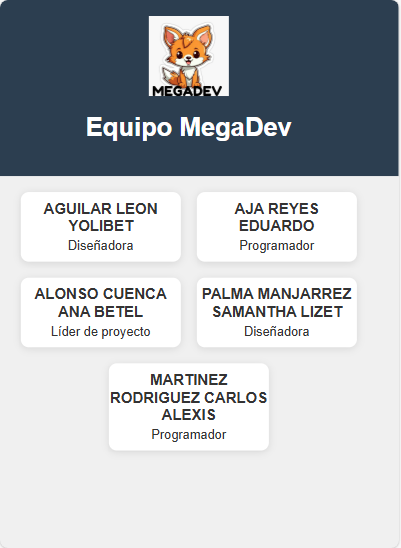 MEGADEV
Equipo MegaDev
AGUILAR LEON
YOLIBET
Diseñadora
AJA REYES
EDUARDO
Programador
ALONSO CUENCA
ANA BETEL
Líder de proyecto
PALMA MANJARREZ
SAMANTHA LIZET
Diseñadora
MARTINEZ
RODRIGUEZ CARLOS
ALEXIS
Programador